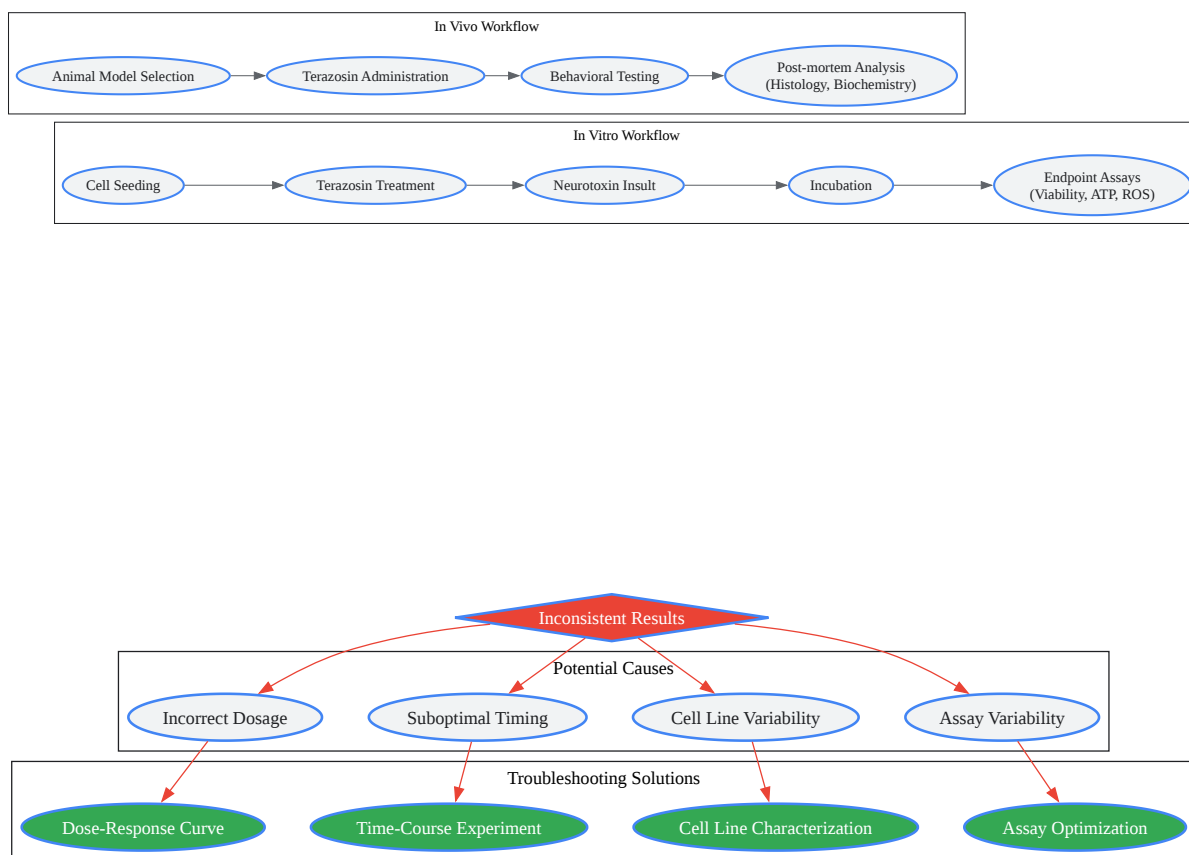 In Vivo Workflow
Animal Model Selection
Terazosin Administration
Behavioral Testing
Post-mortem Analysis
(Histology, Biochemistry)
In Vitro Workflow
Cell Seeding
Terazosin Treatment
Neurotoxin Insult
Incubation
Endpoint Assays
(Viability, ATP, ROS)
Inconsistent Results
Potential Causes
Incorrect Dosage
Suboptimal Timing
Cell Line Variability
Assay Variability
Troubleshooting Solutions
Dose-Response Curve
Time-Course Experiment
Cell Line Characterization
Assay Optimization